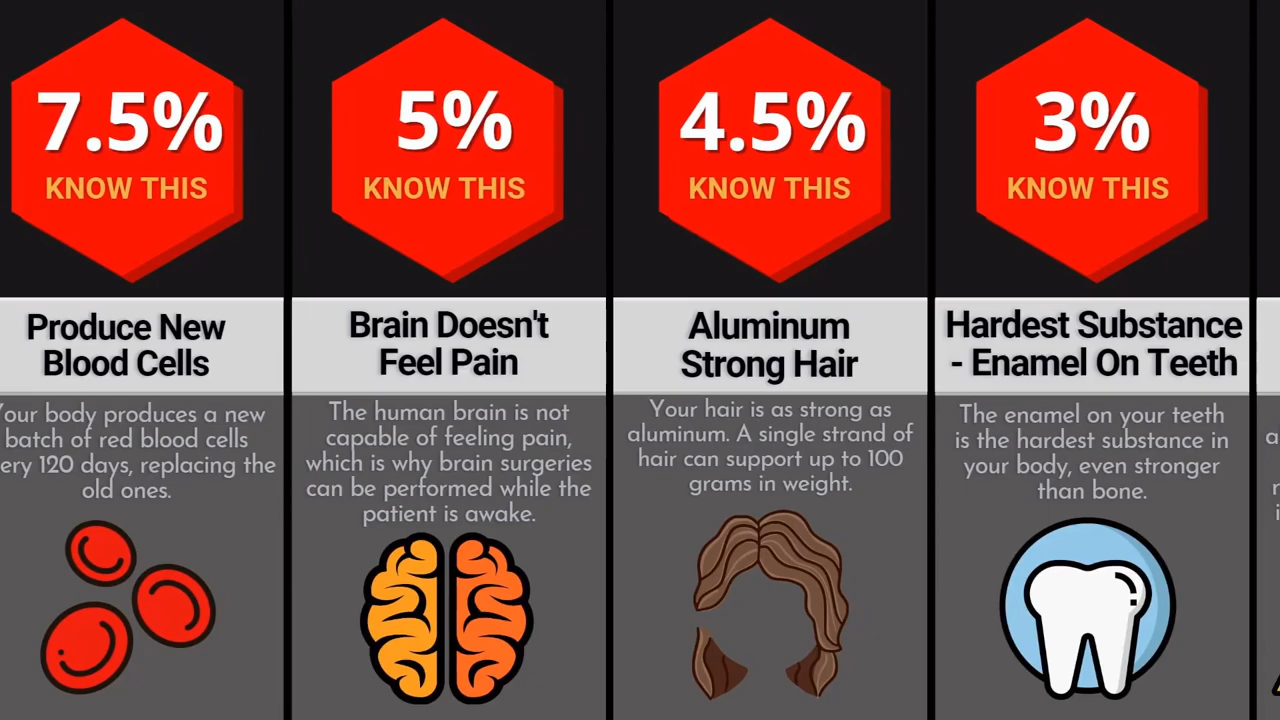 7.5%
KNOW THIS
Produce New
Blood Cells
Your body produces a new
batch of red blood cells
ery 120 days, replacing the
old ones.
5%
KNOW THIS
Brain Doesn't
Feel Pain
The human brain is not
capable of feeling pain,
which is why brain surgeries
can be performed while the
patient is awake.
4.5%
KNOW THIS
Aluminum
Strong Hair
Your hair is as strong as
aluminum. A single strand of
hair can support up to 100
grams in weight.
3%
KNOW THIS
Hardest Substance
- Enamel On Teeth
The enamel on your teeth
is the hardest substance in
your body, even stronger
than bone.